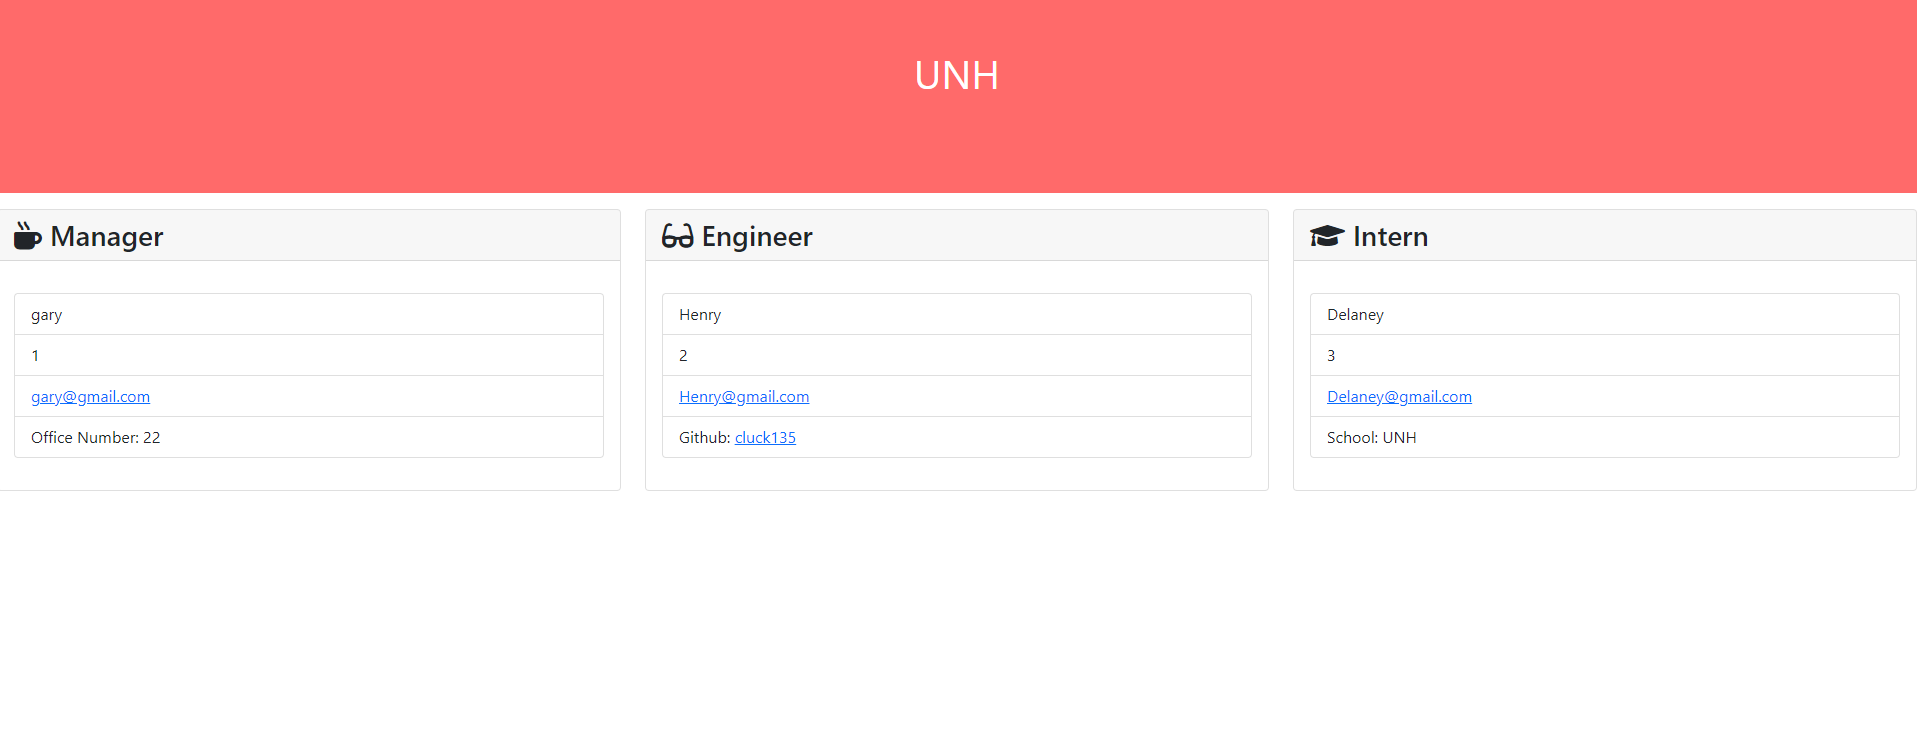 UNH
Manager
gary
1
gary@gmail.com
Office Number: 22
Engineer
Henry
2
Henry@gmail.com
Github: cluck135
Intern
Delaney
3
Delaney@gmail.com
School: UNH